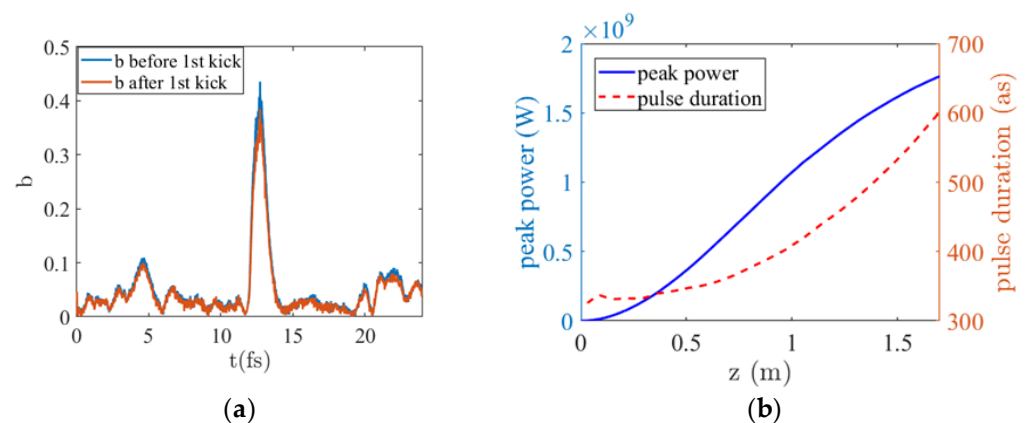 0.5
0.4
0.3
0.2
0.1
0
b
b before 1st kick
b after 1st kick
0 5 10 15 20
t(fs)
(a)
×10^9
2
1.5
1
0.5
0
peak power (W)
peak power
pulse duration
700
600
500
400
300
pulse duration (as)
0 0.5 1 1.5
z (m)
(b)